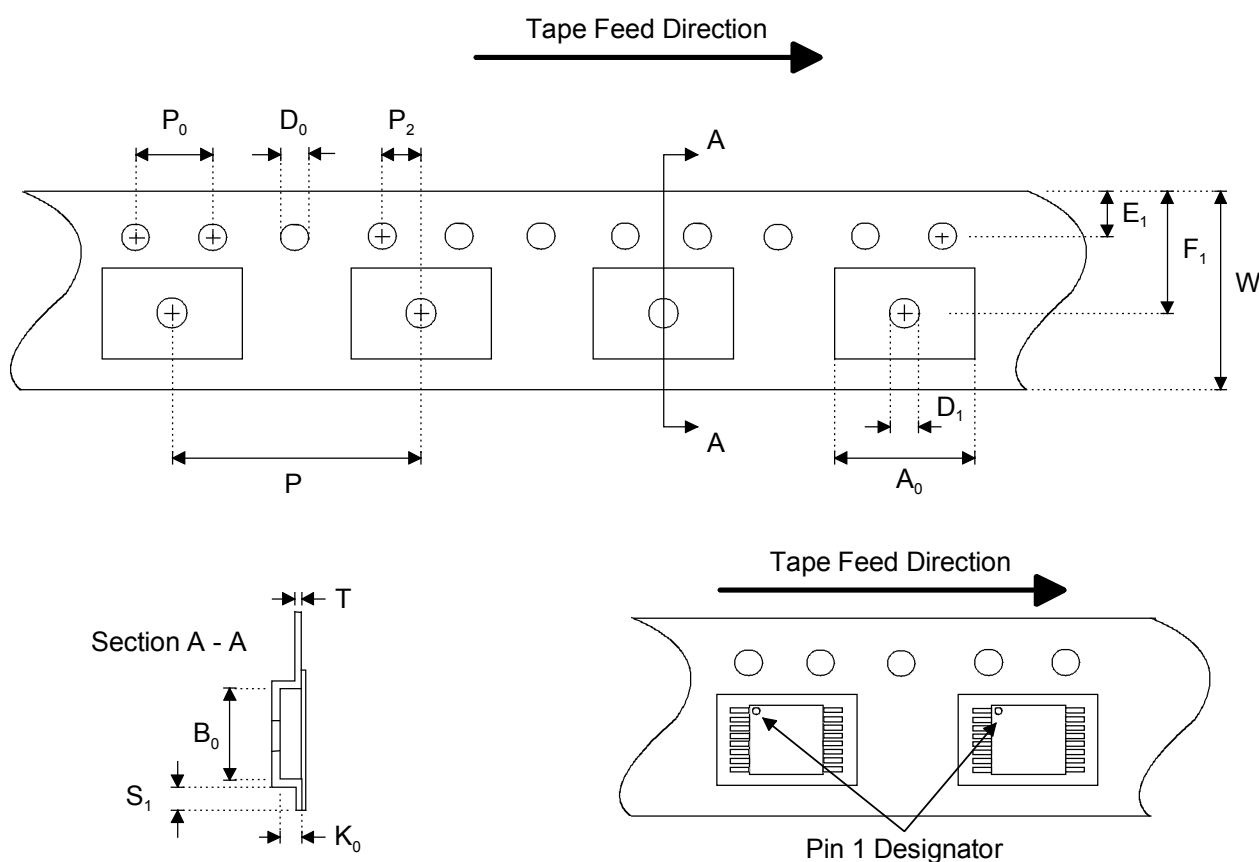 Tape Feed Direction
P0 D0 P2 A
E1
F1
W
D1
A
A0
P
Tape Feed Direction
T
Section A - A
B0
S1
K0
Pin 1 Designator